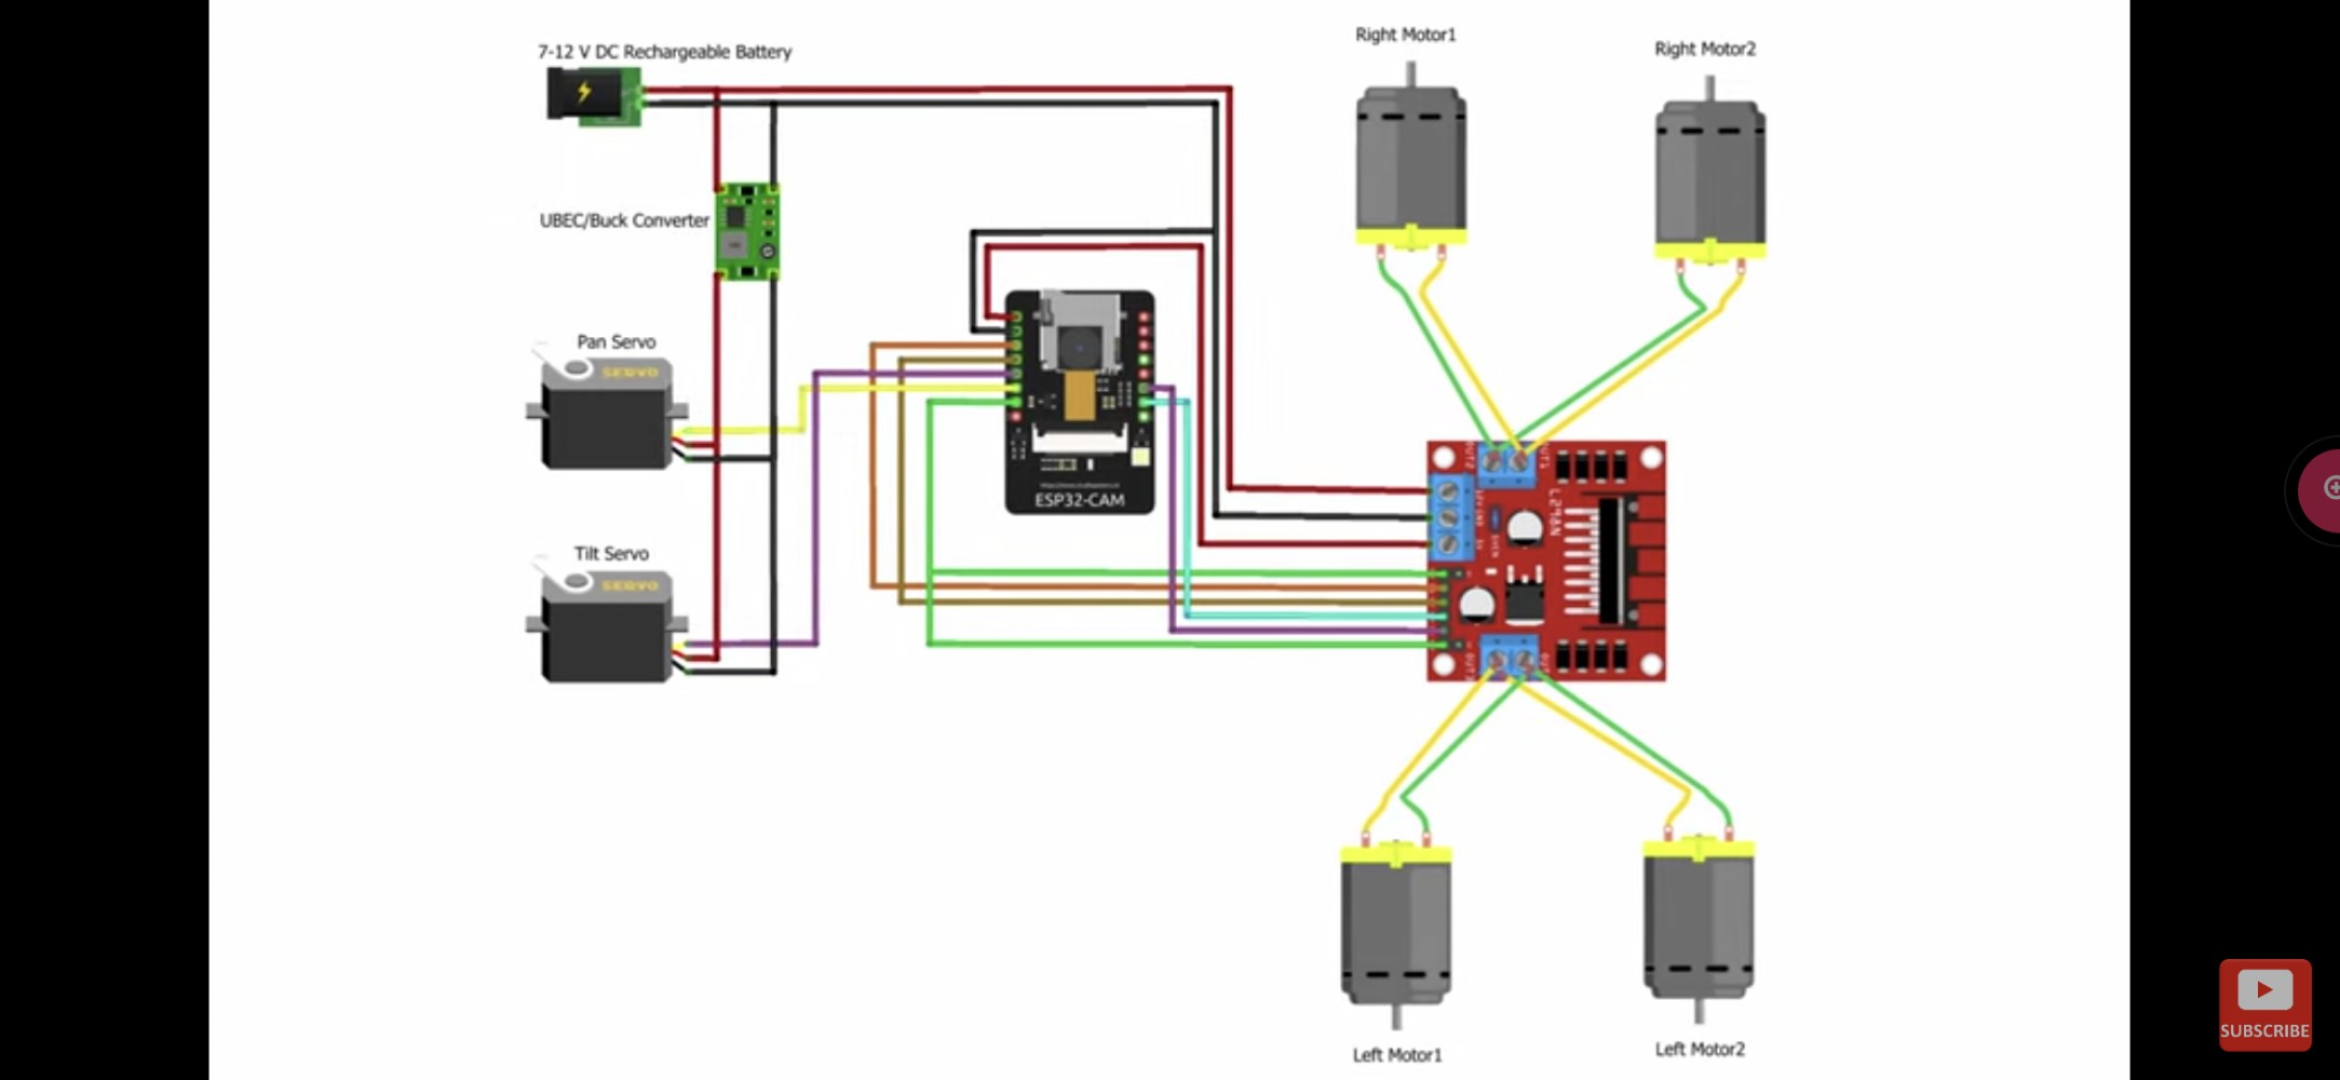 7-12 V DC Rechargeable Battery
Right Motor1
Right Motor2
UBEC/Buck Converter
Pan Servo
SERVO
ESP32-CAM
L298N
Tilt Servo
SERVO
SUBSCRIBE
Left Motor1
Left Motor2